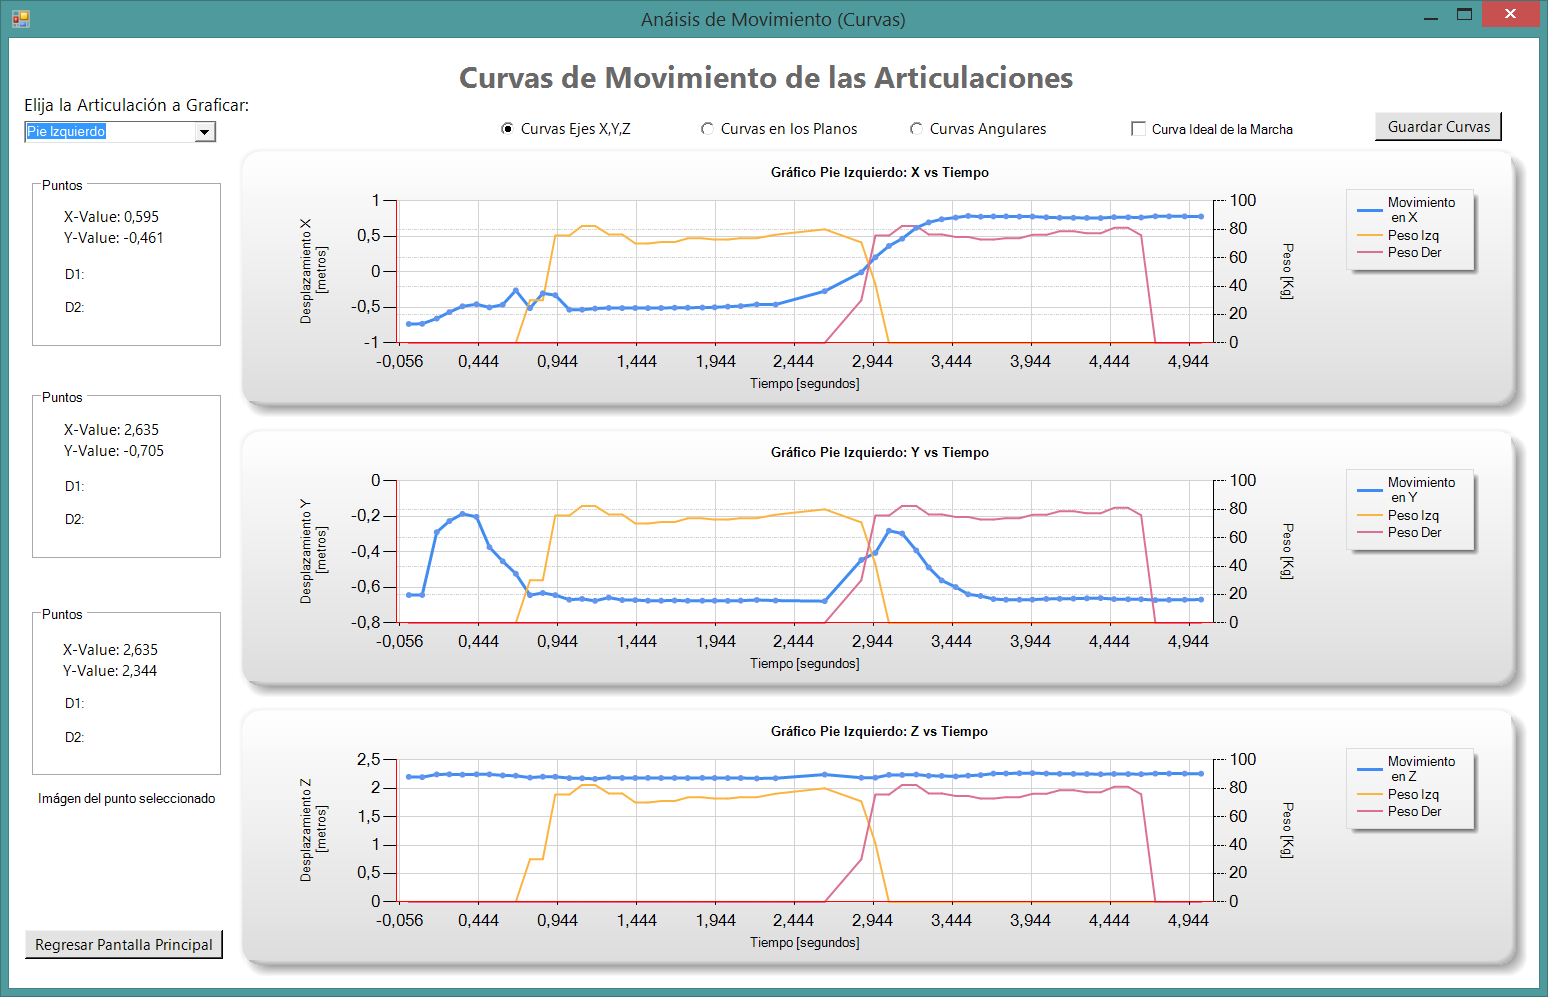 Anáisis de Movimiento (Curvas)
Curvas de Movimiento de las Articulaciones
Elija la Articulación a Graficar:
Pie Izquierdo
Curvas Ejes X,Y,Z
Curvas en los Planos
Curvas Angulares
Curva Ideal de la Marcha
Guardar Curvas
Puntos
X-Value: 0,595
Y-Value: -0,461
D1:
D2:
Gráfico Pie Izquierdo: X vs Tiempo
Desplazamiento X
[metros]
1
0,5
0
-0,5
-1
-0,056 0,444 0,944 1,444 1,944 2,444 2,944 3,444 3,944 4,444 4,944
Tiempo [segundos]
100
80
60
40
20
0
Peso [Kg]
Movimiento
en X
Peso Izq
Peso Der
Puntos
X-Value: 2,635
Y-Value: -0,705
D1:
D2:
Gráfico Pie Izquierdo: Y vs Tiempo
Desplazamiento Y
[metros]
0
-0,2
-0,4
-0,6
-0,8
-0,056 0,444 0,944 1,444 1,944 2,444 2,944 3,444 3,944 4,444 4,944
Tiempo [segundos]
100
80
60
40
20
0
Peso [Kg]
Movimiento
en Y
Peso Izq
Peso Der
Puntos
X-Value: 2,635
Y-Value: 2,344
D1:
D2:
Imágen del punto seleccionado
Gráfico Pie Izquierdo: Z vs Tiempo
Desplazamiento Z
[metros]
2,5
2
1,5
1
0,5
0
-0,056 0,444 0,944 1,444 1,944 2,444 2,944 3,444 3,944 4,444 4,944
Tiempo [segundos]
100
80
60
40
20
0
Peso [Kg]
Movimiento
en Z
Peso Izq
Peso Der
Regresar Pantalla Principal